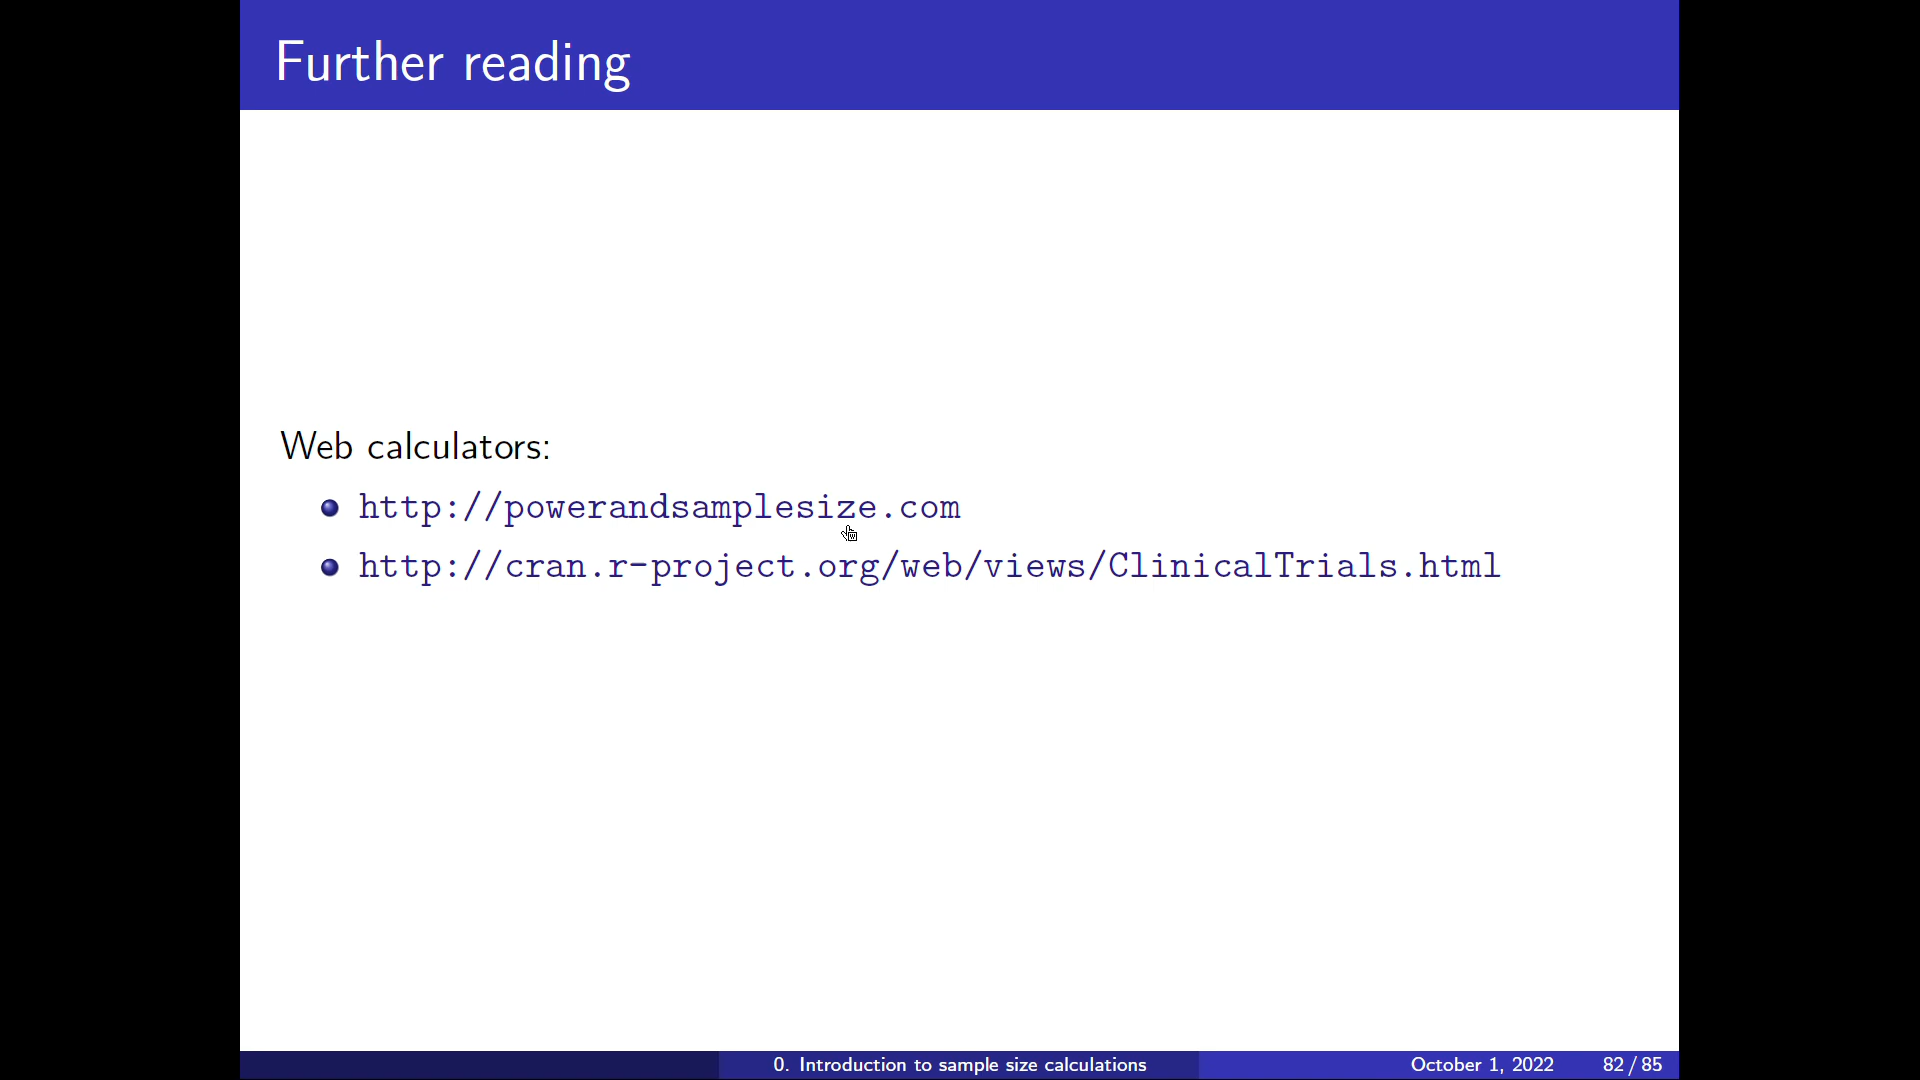 Further reading
Web calculators:
http://powerandsamplesize.com
http://cran.r-project.org/web/views/ClinicalTrials.html
0. Introduction to sample size calculations
October 1, 2022
82 / 85